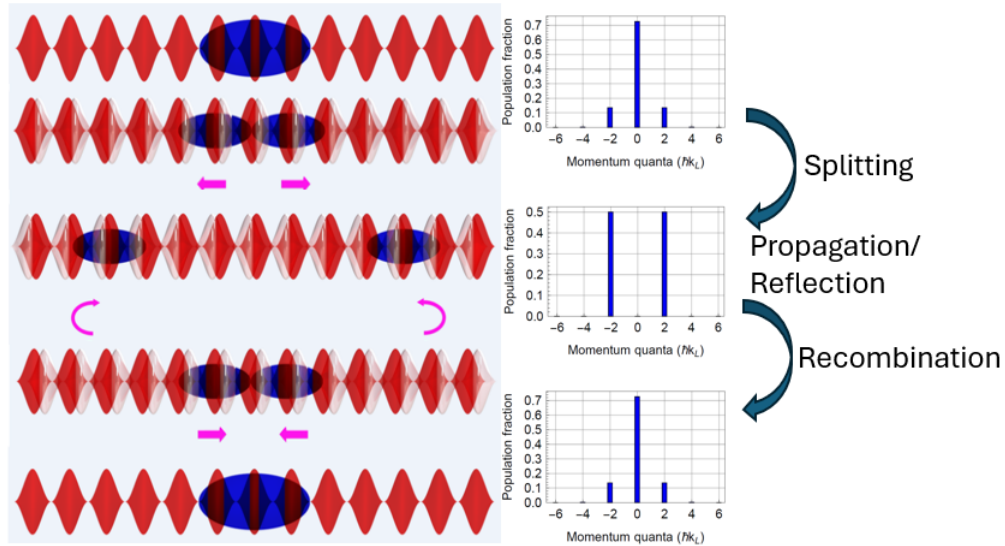 0.7
0.6
0.5
0.4
0.3
0.2
0.1
0.0
Population fraction
−6 −4 −2 0 2 4 6
Momentum quanta (ℏk_L)
Splitting
0.5
0.4
0.3
0.2
0.1
0.0
Population fraction
−6 −4 −2 0 2 4 6
Momentum quanta (ℏk_L)
Propagation/
Reflection
Recombination
0.7
0.6
0.5
0.4
0.3
0.2
0.1
0.0
Population fraction
−6 −4 −2 0 2 4 6
Momentum quanta (ℏk_L)